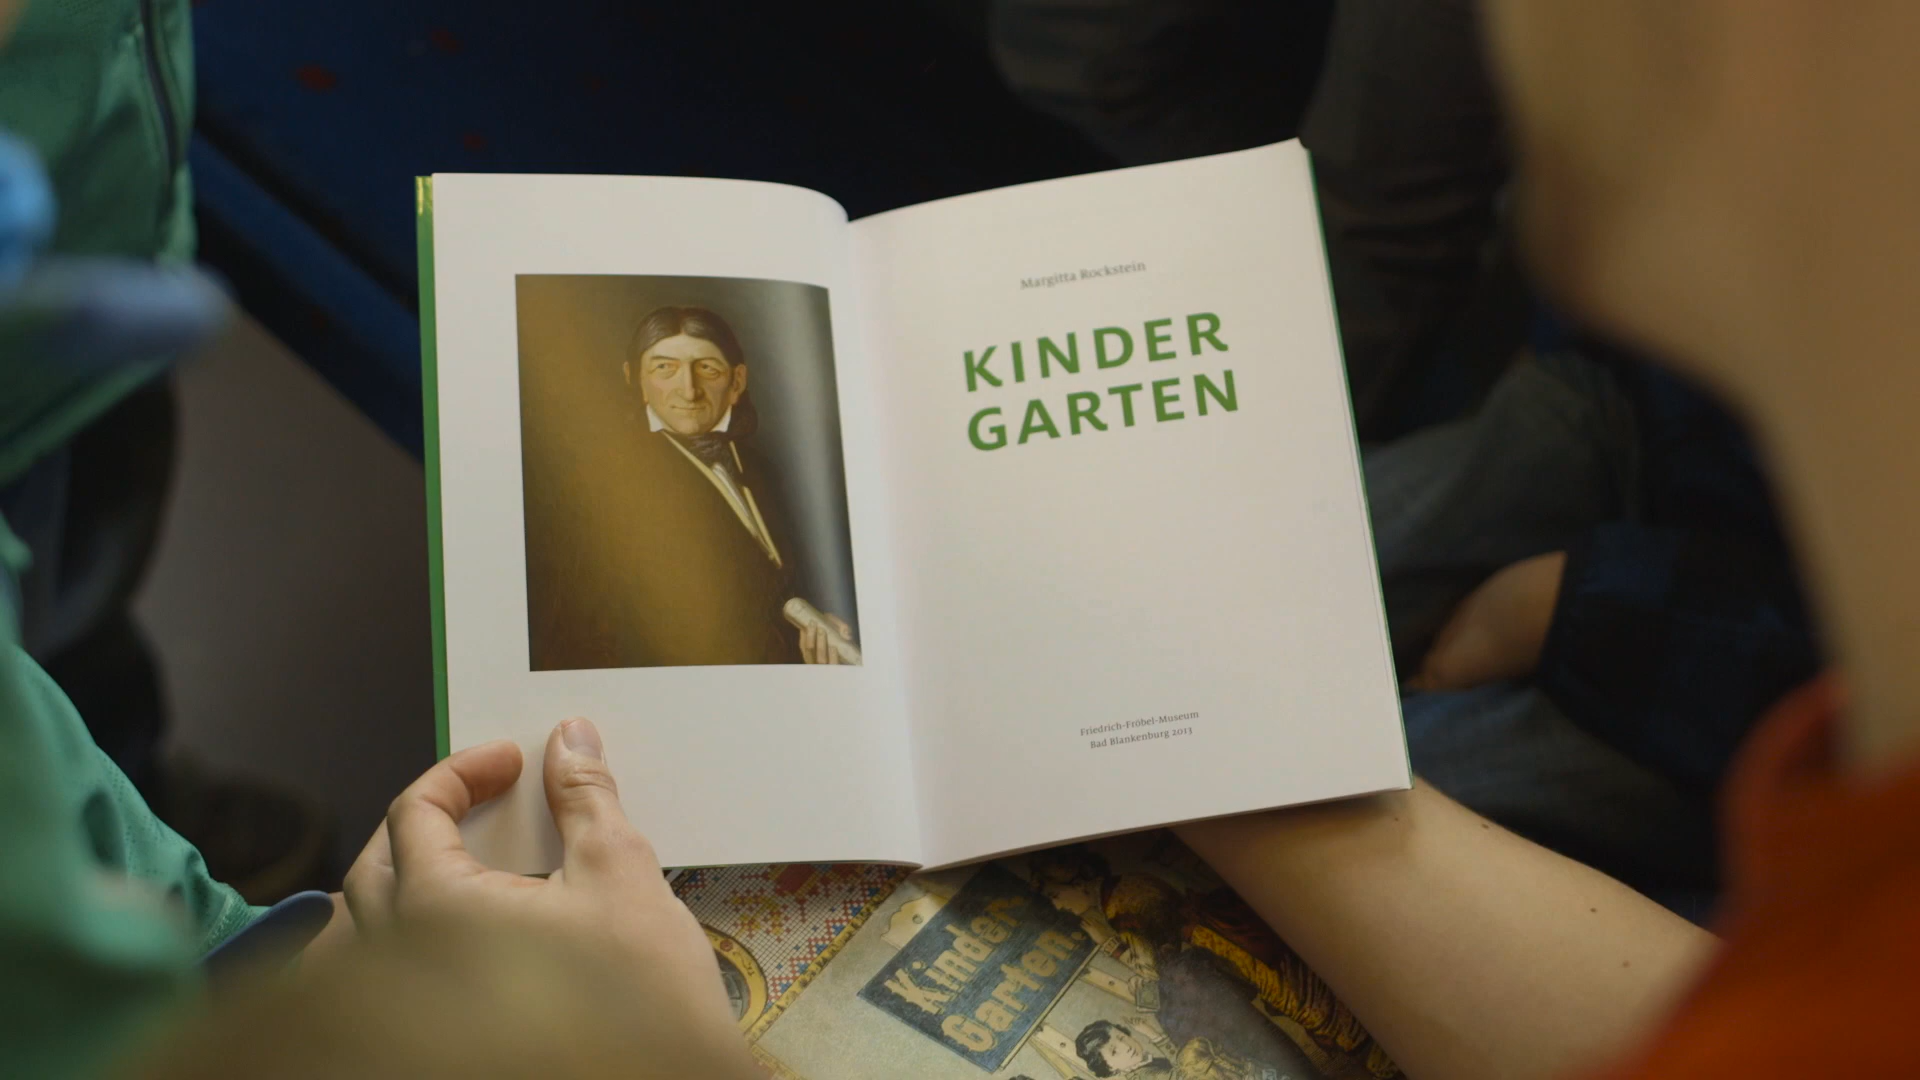 Margitta Rockstein
KINDER
GARTEN
Friedrich-Fröbel-Museum
Bad Blankenburg 2013
Kinder-
Garten.